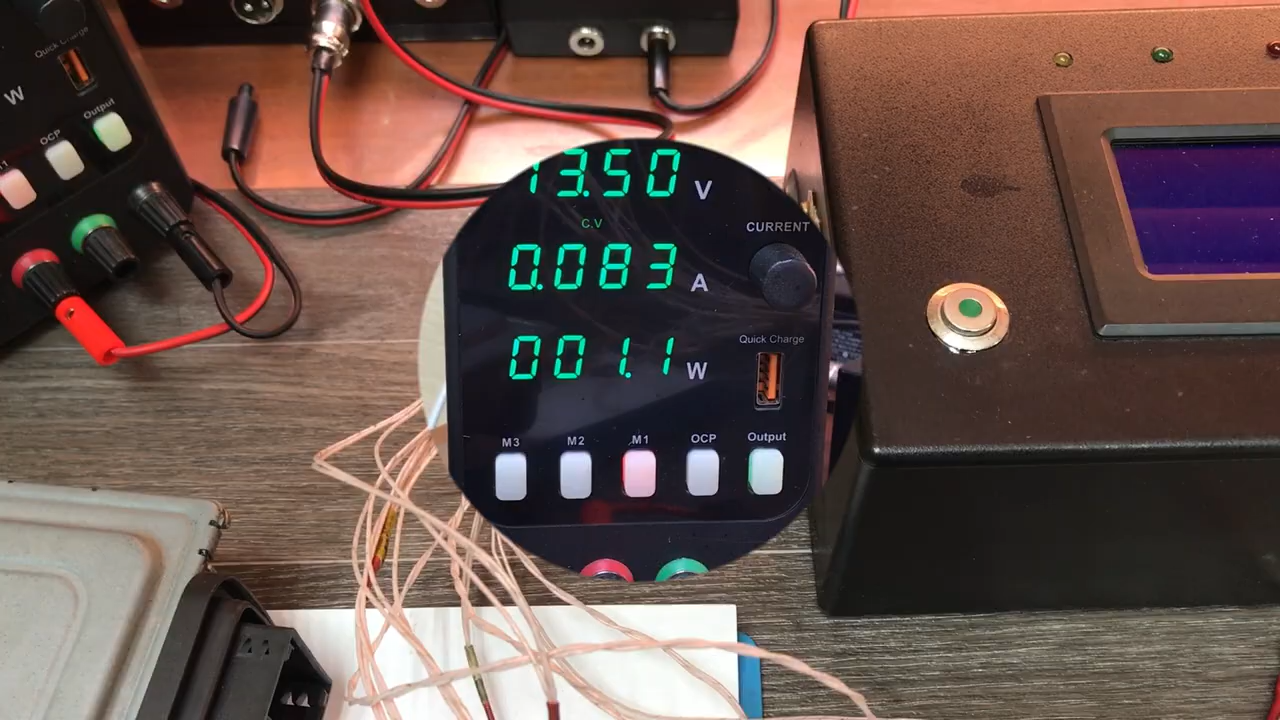 Quick Charge
W
Output
OCP
13.50 V
C.V
CURRENT
0.083 A
Quick Charge
001.1 W
M3 M2 M1 OCP Output